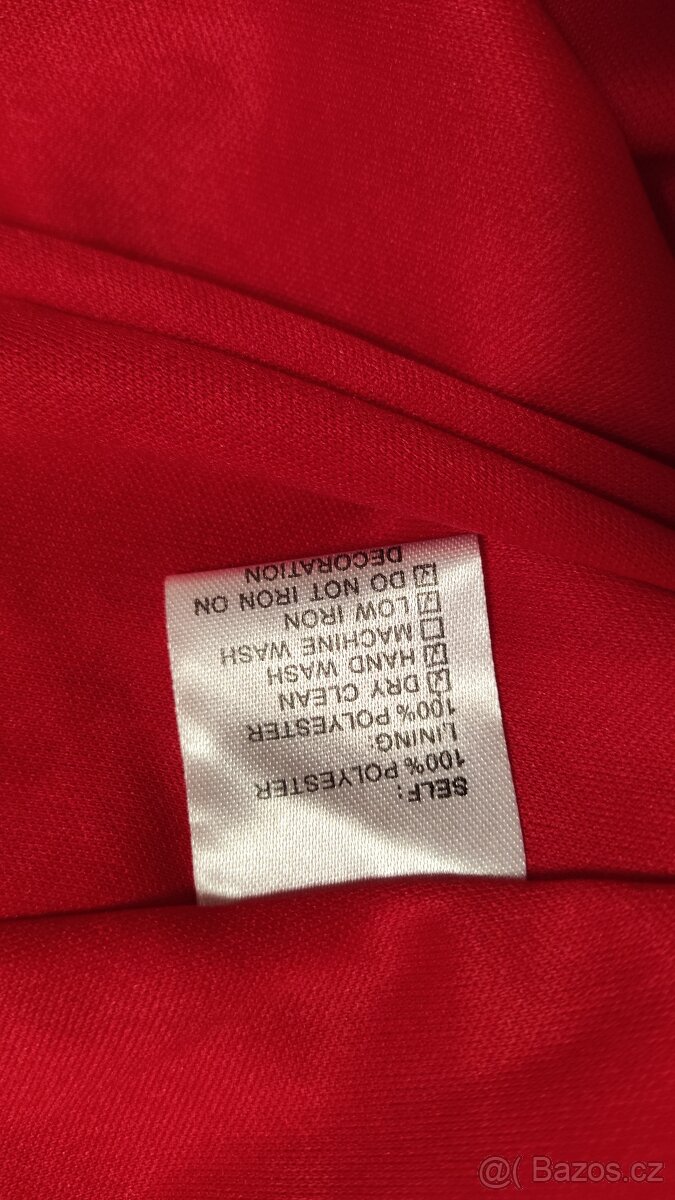 SELF:
100% POLYESTER
LINING:
100% POLYESTER
☑ DRY CLEAN
☑ HAND WASH
☐ MACHINE WASH
☑ LOW IRON
☑ DO NOT IRON ON
DECORATION
@( Bazos.cz